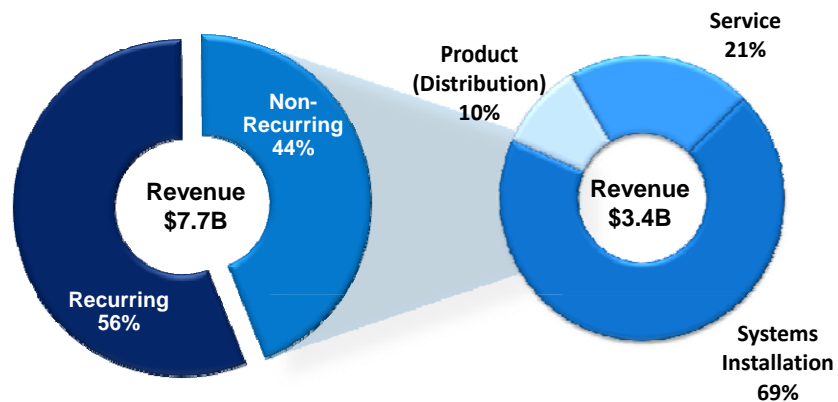 Non-
Recurring
44%
Revenue
$7.7B
Recurring
56%
Product
(Distribution)
10%
Service
21%
Revenue
$3.4B
Systems
Installation
69%